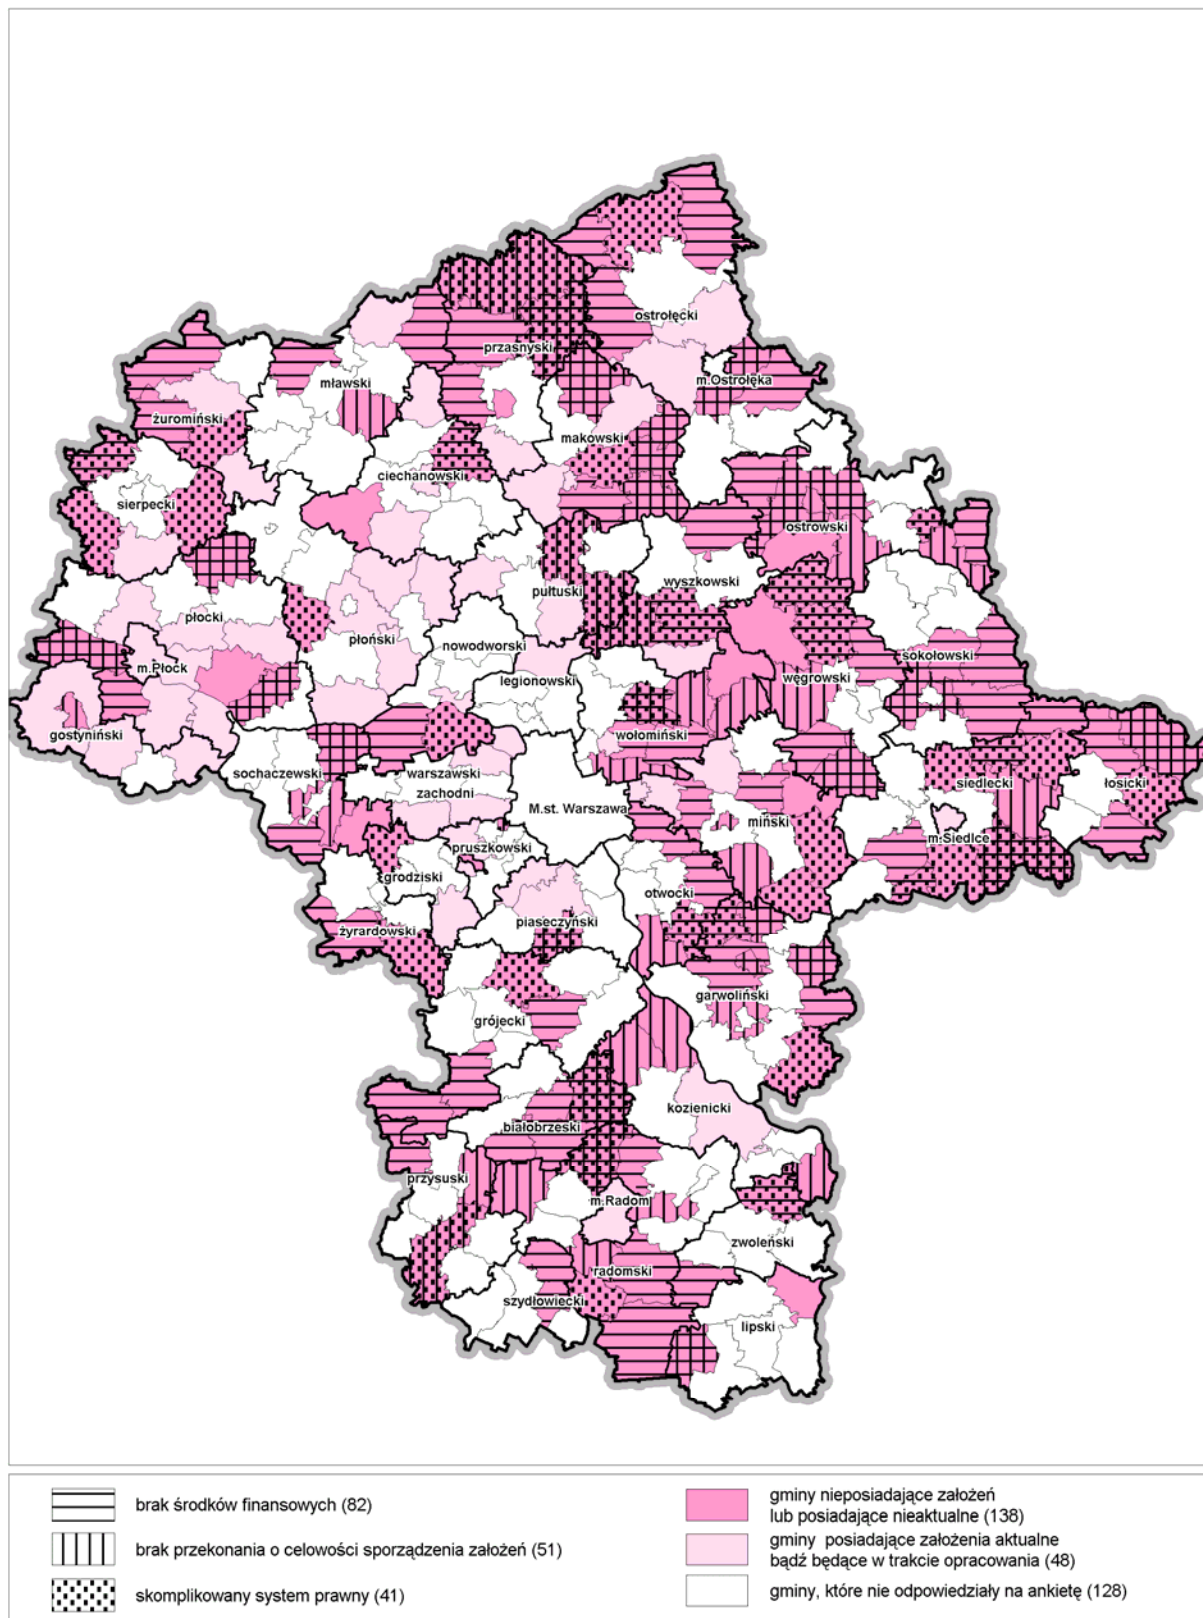 ostrołęcki
przasnyski
m.Ostrołęka
mławski
żuromiński
makowski
ciechanowski
sierpecki
ostrowski
wyszkowski
pułtuski
płocki
płoński
nowodworski
sokołowski
m.Płock
legionowski
węgrowski
gostyniński
wołomiński
sochaczewski
warszawski
zachodni
siedlecki
łosicki
M.st. Warszawa
miński
m.Siedlce
pruszkowski
grodziski
otwocki
piaseczyński
żyrardowski
garwoliński
grójecki
kozienicki
białobrzeski
przysuski
m.Radom
zwoleński
radomski
szydłowiecki
lipski
brak środków finansowych (82)
brak przekonania o celowości sporządzenia założeń (51)
skomplikowany system prawny (41)
gminy nieposiadające założeń
lub posiadające nieaktualne (138)
gminy posiadające założenia aktualne
bądź będące w trakcie opracowania (48)
gminy, które nie odpowiedziały na ankietę (128)